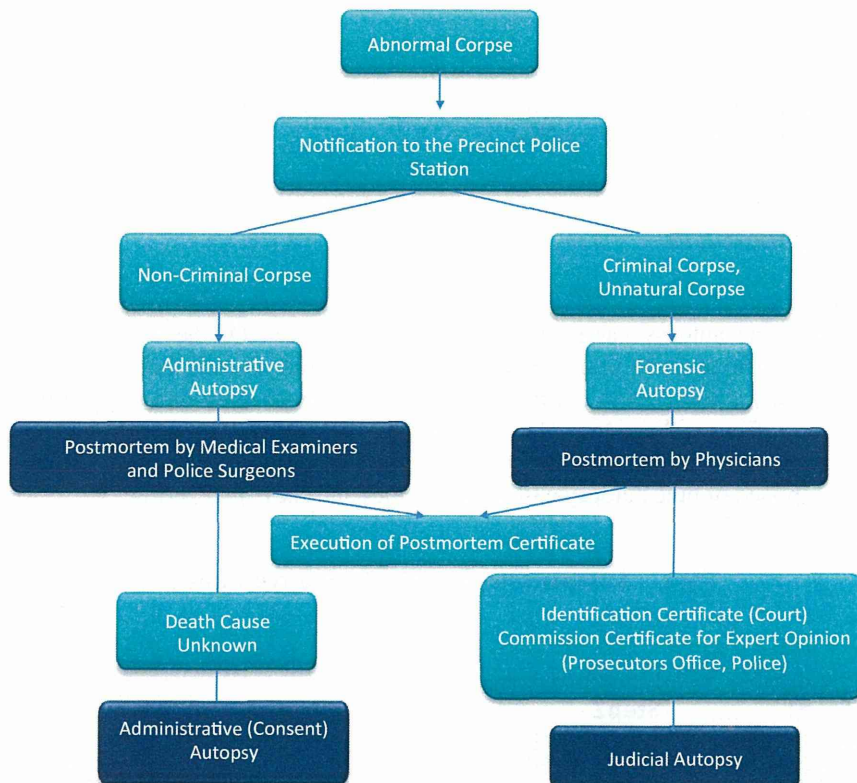 Abnormal Corpse
Notification to the Precinct Police
Station
Non-Criminal Corpse
Criminal Corpse,
Unnatural Corpse
Administrative
Autopsy
Forensic
Autopsy
Postmortem by Medical Examiners
and Police Surgeons
Postmortem by Physicians
Execution of Postmortem Certificate
Death Cause
Unknown
Identification Certificate (Court)
Commission Certificate for Expert Opinion
(Prosecutors Office, Police)
Administrative (Consent)
Autopsy
Judicial Autopsy